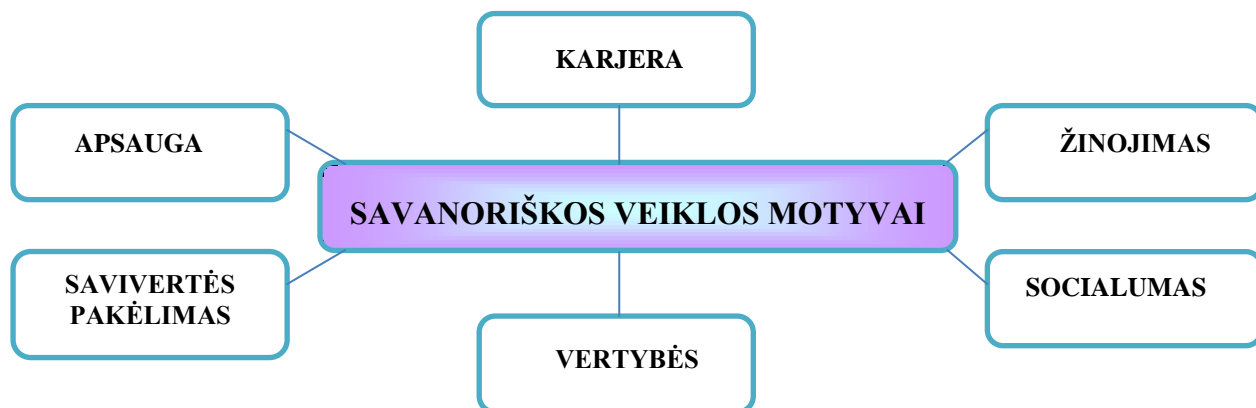 KARJERA
APSAUGA
ŽINOJIMAS
SAVANORIŠKOS VEIKLOS MOTYVAI
SAVIVERTĖS
PAKĖLIMAS
SOCIALUMAS
VERTYBĖS